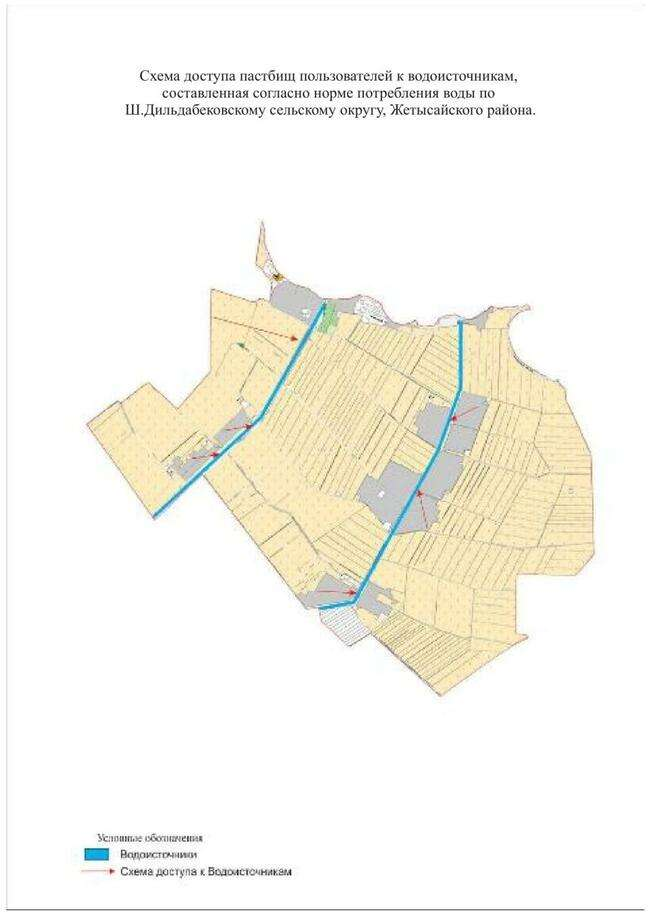 Схема доступа пастбищ пользователей к водоисточникам,
составленная согласно норме потребления воды по
Ш.Дильдабековскому сельскому округу, Жетысайского района.
Условные обозначения
Водоисточники
Схема доступа к Водоисточникам